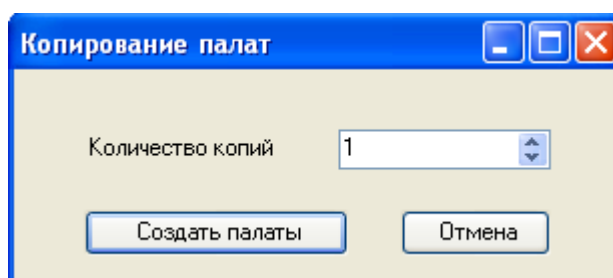 Копирование палат
Количество копий 1
Создать палаты Отмена